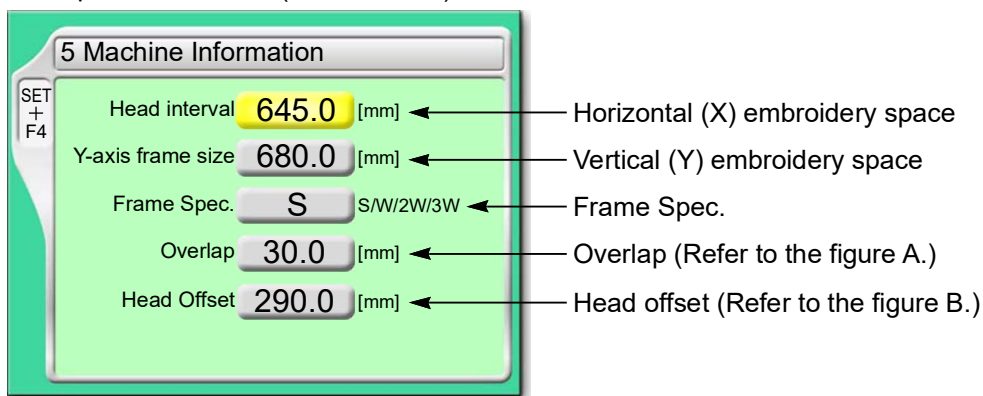 5 Machine Information
SET
+
F4
Head interval 645.0 [mm] Horizontal (X) embroidery space
Y-axis frame size 680.0 [mm] Vertical (Y) embroidery space
Frame Spec. S S/W/2W/3W Frame Spec.
Overlap 30.0 [mm] Overlap (Refer to the figure A.)
Head Offset 290.0 [mm] Head offset (Refer to the figure B.)